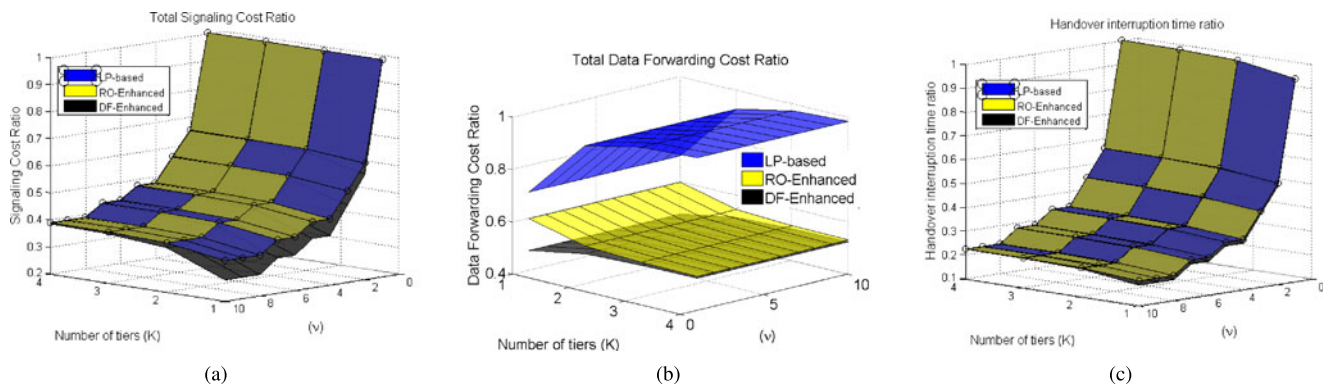 Total Signaling Cost Ratio
1
0.9
0.8
0.7
0.6
0.5
0.4
0.3
0.2
Signaling Cost Ratio
LP-based
RO-Enhanced
DF-Enhanced
4
3
2
1
10
8
6
4
2
0
Number of tiers (K)
(ν)
(a)
Total Data Forwarding Cost Ratio
1
0.8
0.6
0.4
Data Forwarding Cost Ratio
LP-based
RO-Enhanced
DF-Enhanced
1
2
3
4
0
5
10
Number of tiers (K)
(ν)
(b)
Handover interruption time ratio
1
0.9
0.8
0.7
0.6
0.5
0.4
0.3
0.2
0.1
Handover interruption time ratio
LP-based
RO-Enhanced
DF-Enhanced
4
3
2
1
10
8
6
4
2
0
Number of tiers (K)
(ν)
(c)